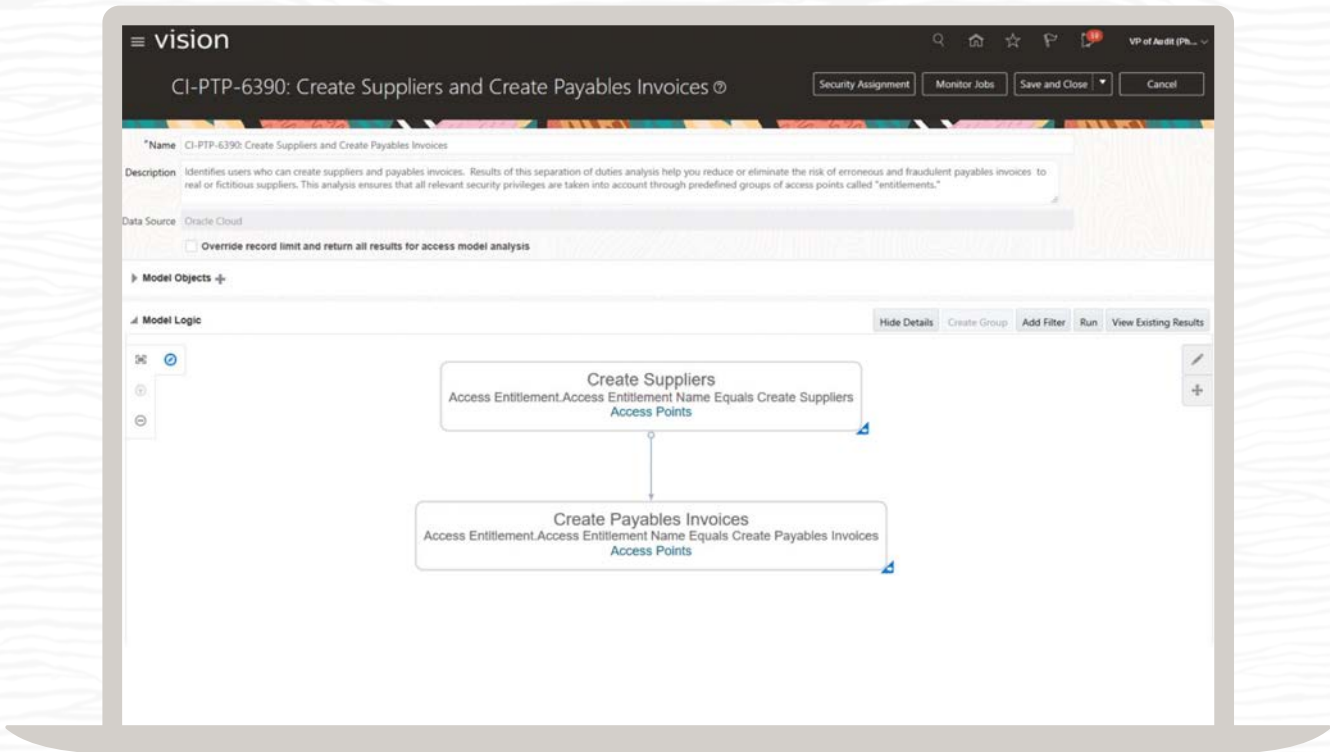 vision
VP of Audit (Ph...
CI-PTP-6390: Create Suppliers and Create Payables Invoices
Security Assignment Monitor Jobs Save and Close Cancel
*Name CI-PTP-6390: Create Suppliers and Create Payables Invoices
Description Identifies users who can create suppliers and payables invoices. Results of this separation of duties analysis help you reduce or eliminate the risk of erroneous and fraudulent payables invoices to
real or fictitious suppliers. This analysis ensures that all relevant security privileges are taken into account through predefined groups of access points called "entitlements."
Data Source Oracle Cloud
Override record limit and return all results for access model analysis
Model Objects
Model Logic
Hide Details Create Group Add Filter Run View Existing Results
Create Suppliers
Access Entitlement.Access Entitlement Name Equals Create Suppliers
Access Points
Create Payables Invoices
Access Entitlement.Access Entitlement Name Equals Create Payables Invoices
Access Points